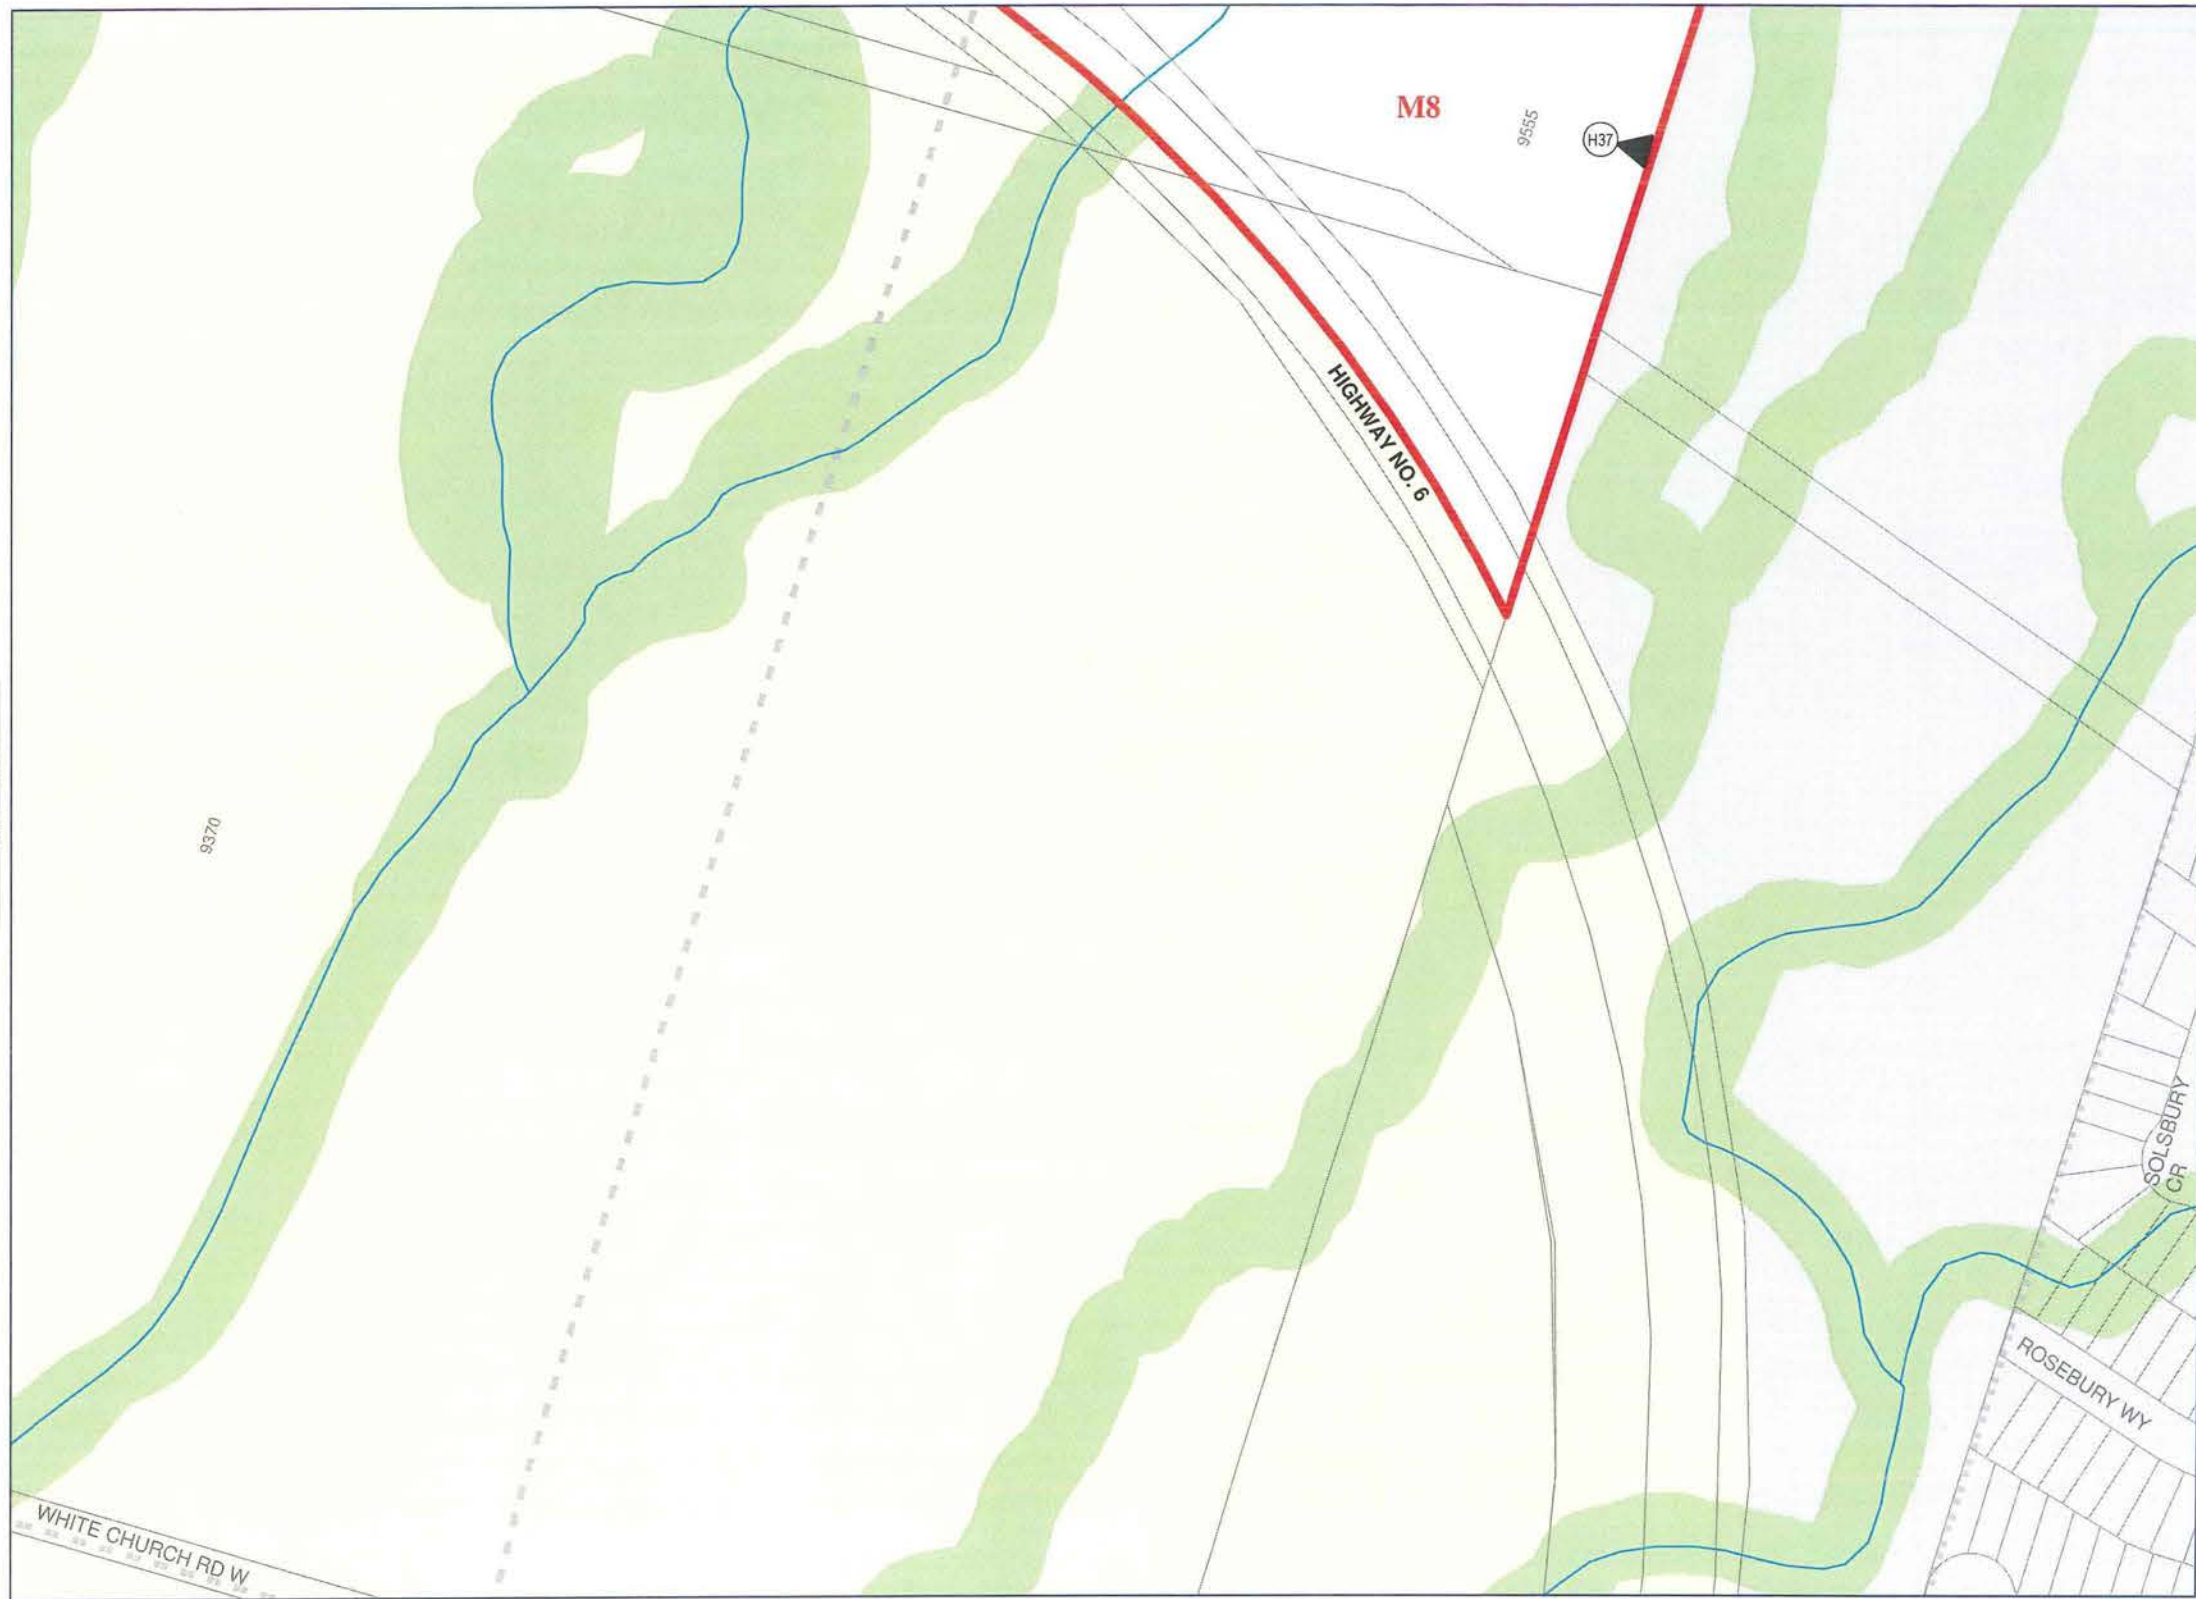 M8
9555
H37
HIGHWAY NO. 6
9370
SOLSBURY
CR
ROSEBURY WY
WHITE CHURCH RD W